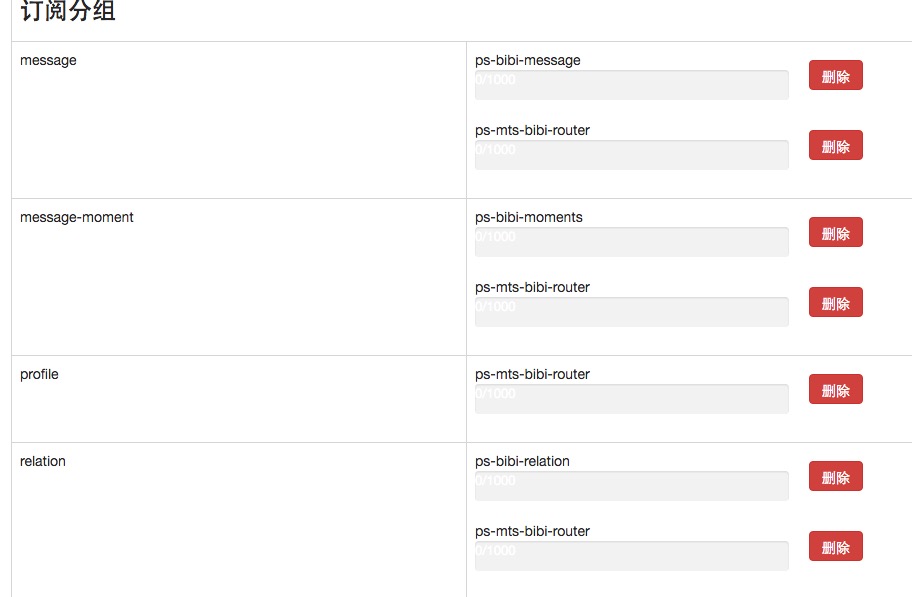 订阅分组
message
ps-bibi-message
0/1000
删除
ps-mts-bibi-router
0/1000
删除
message-moment
ps-bibi-moments
0/1000
删除
ps-mts-bibi-router
0/1000
删除
profile
ps-mts-bibi-router
0/1000
删除
relation
ps-bibi-relation
0/1000
删除
ps-mts-bibi-router
0/1000
删除